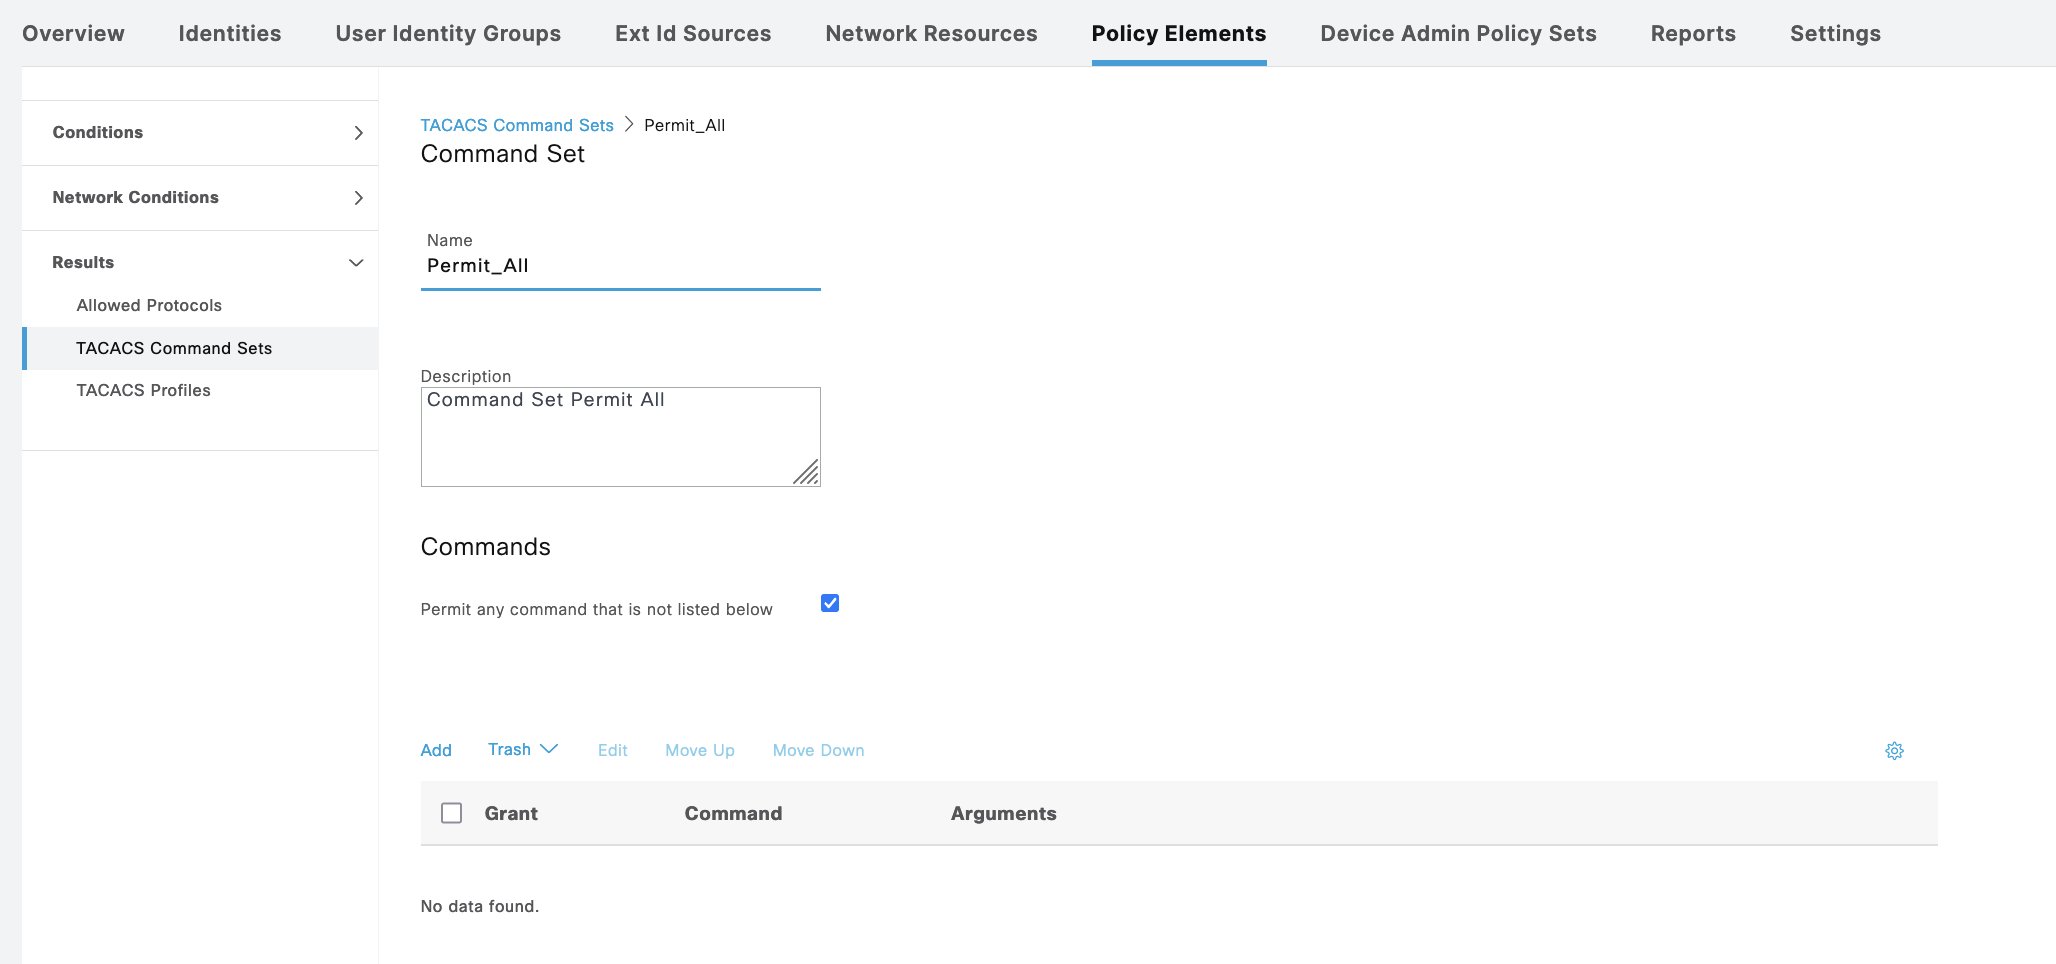 Overview Identities User Identity Groups Ext Id Sources Network Resources Policy Elements Device Admin Policy Sets Reports Settings
Conditions
Network Conditions
Results
Allowed Protocols
TACACS Command Sets
TACACS Profiles
TACACS Command Sets > Permit_All
Command Set
Name
Permit_All
Description
Command Set Permit All
Commands
Permit any command that is not listed below
Add Trash Edit Move Up Move Down
Grant Command Arguments
No data found.